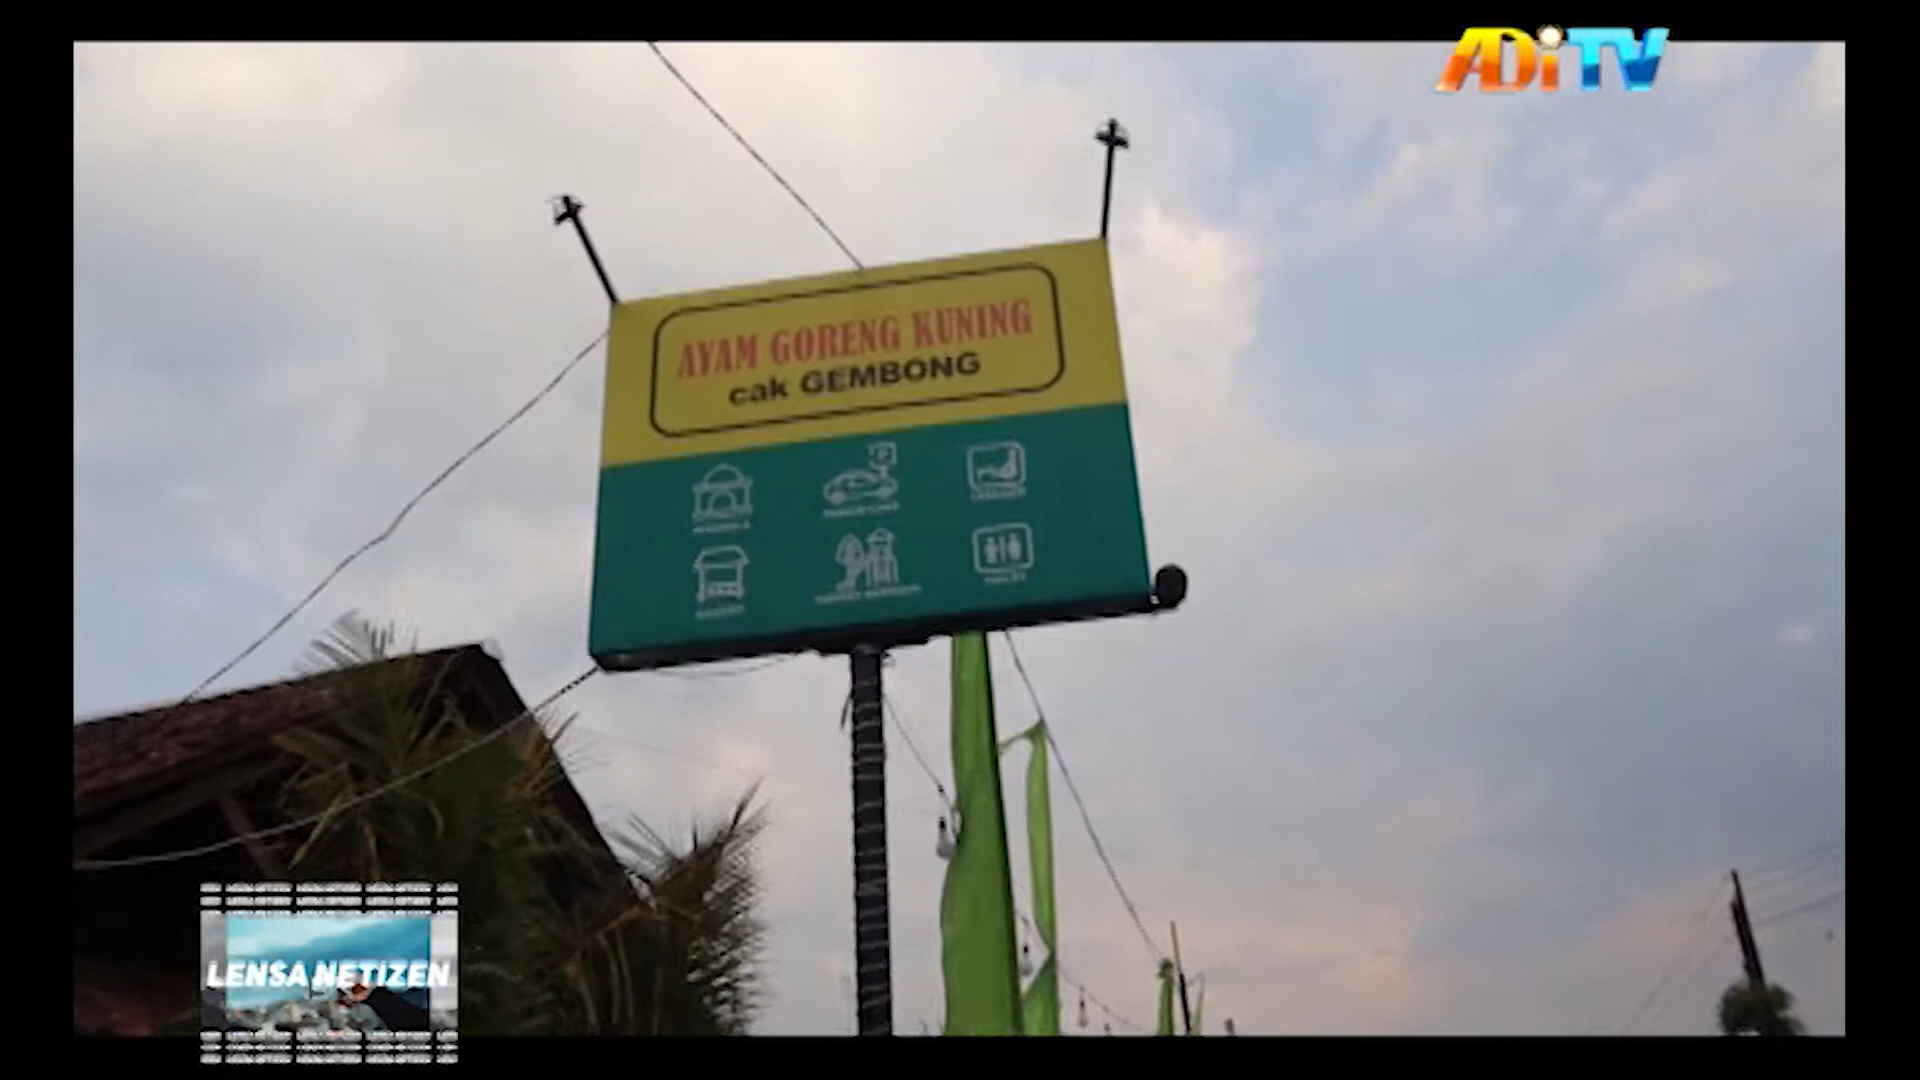 ADiTV
AYAM GORENG KUNING
cak GEMBONG
P
LENSA NETIZEN